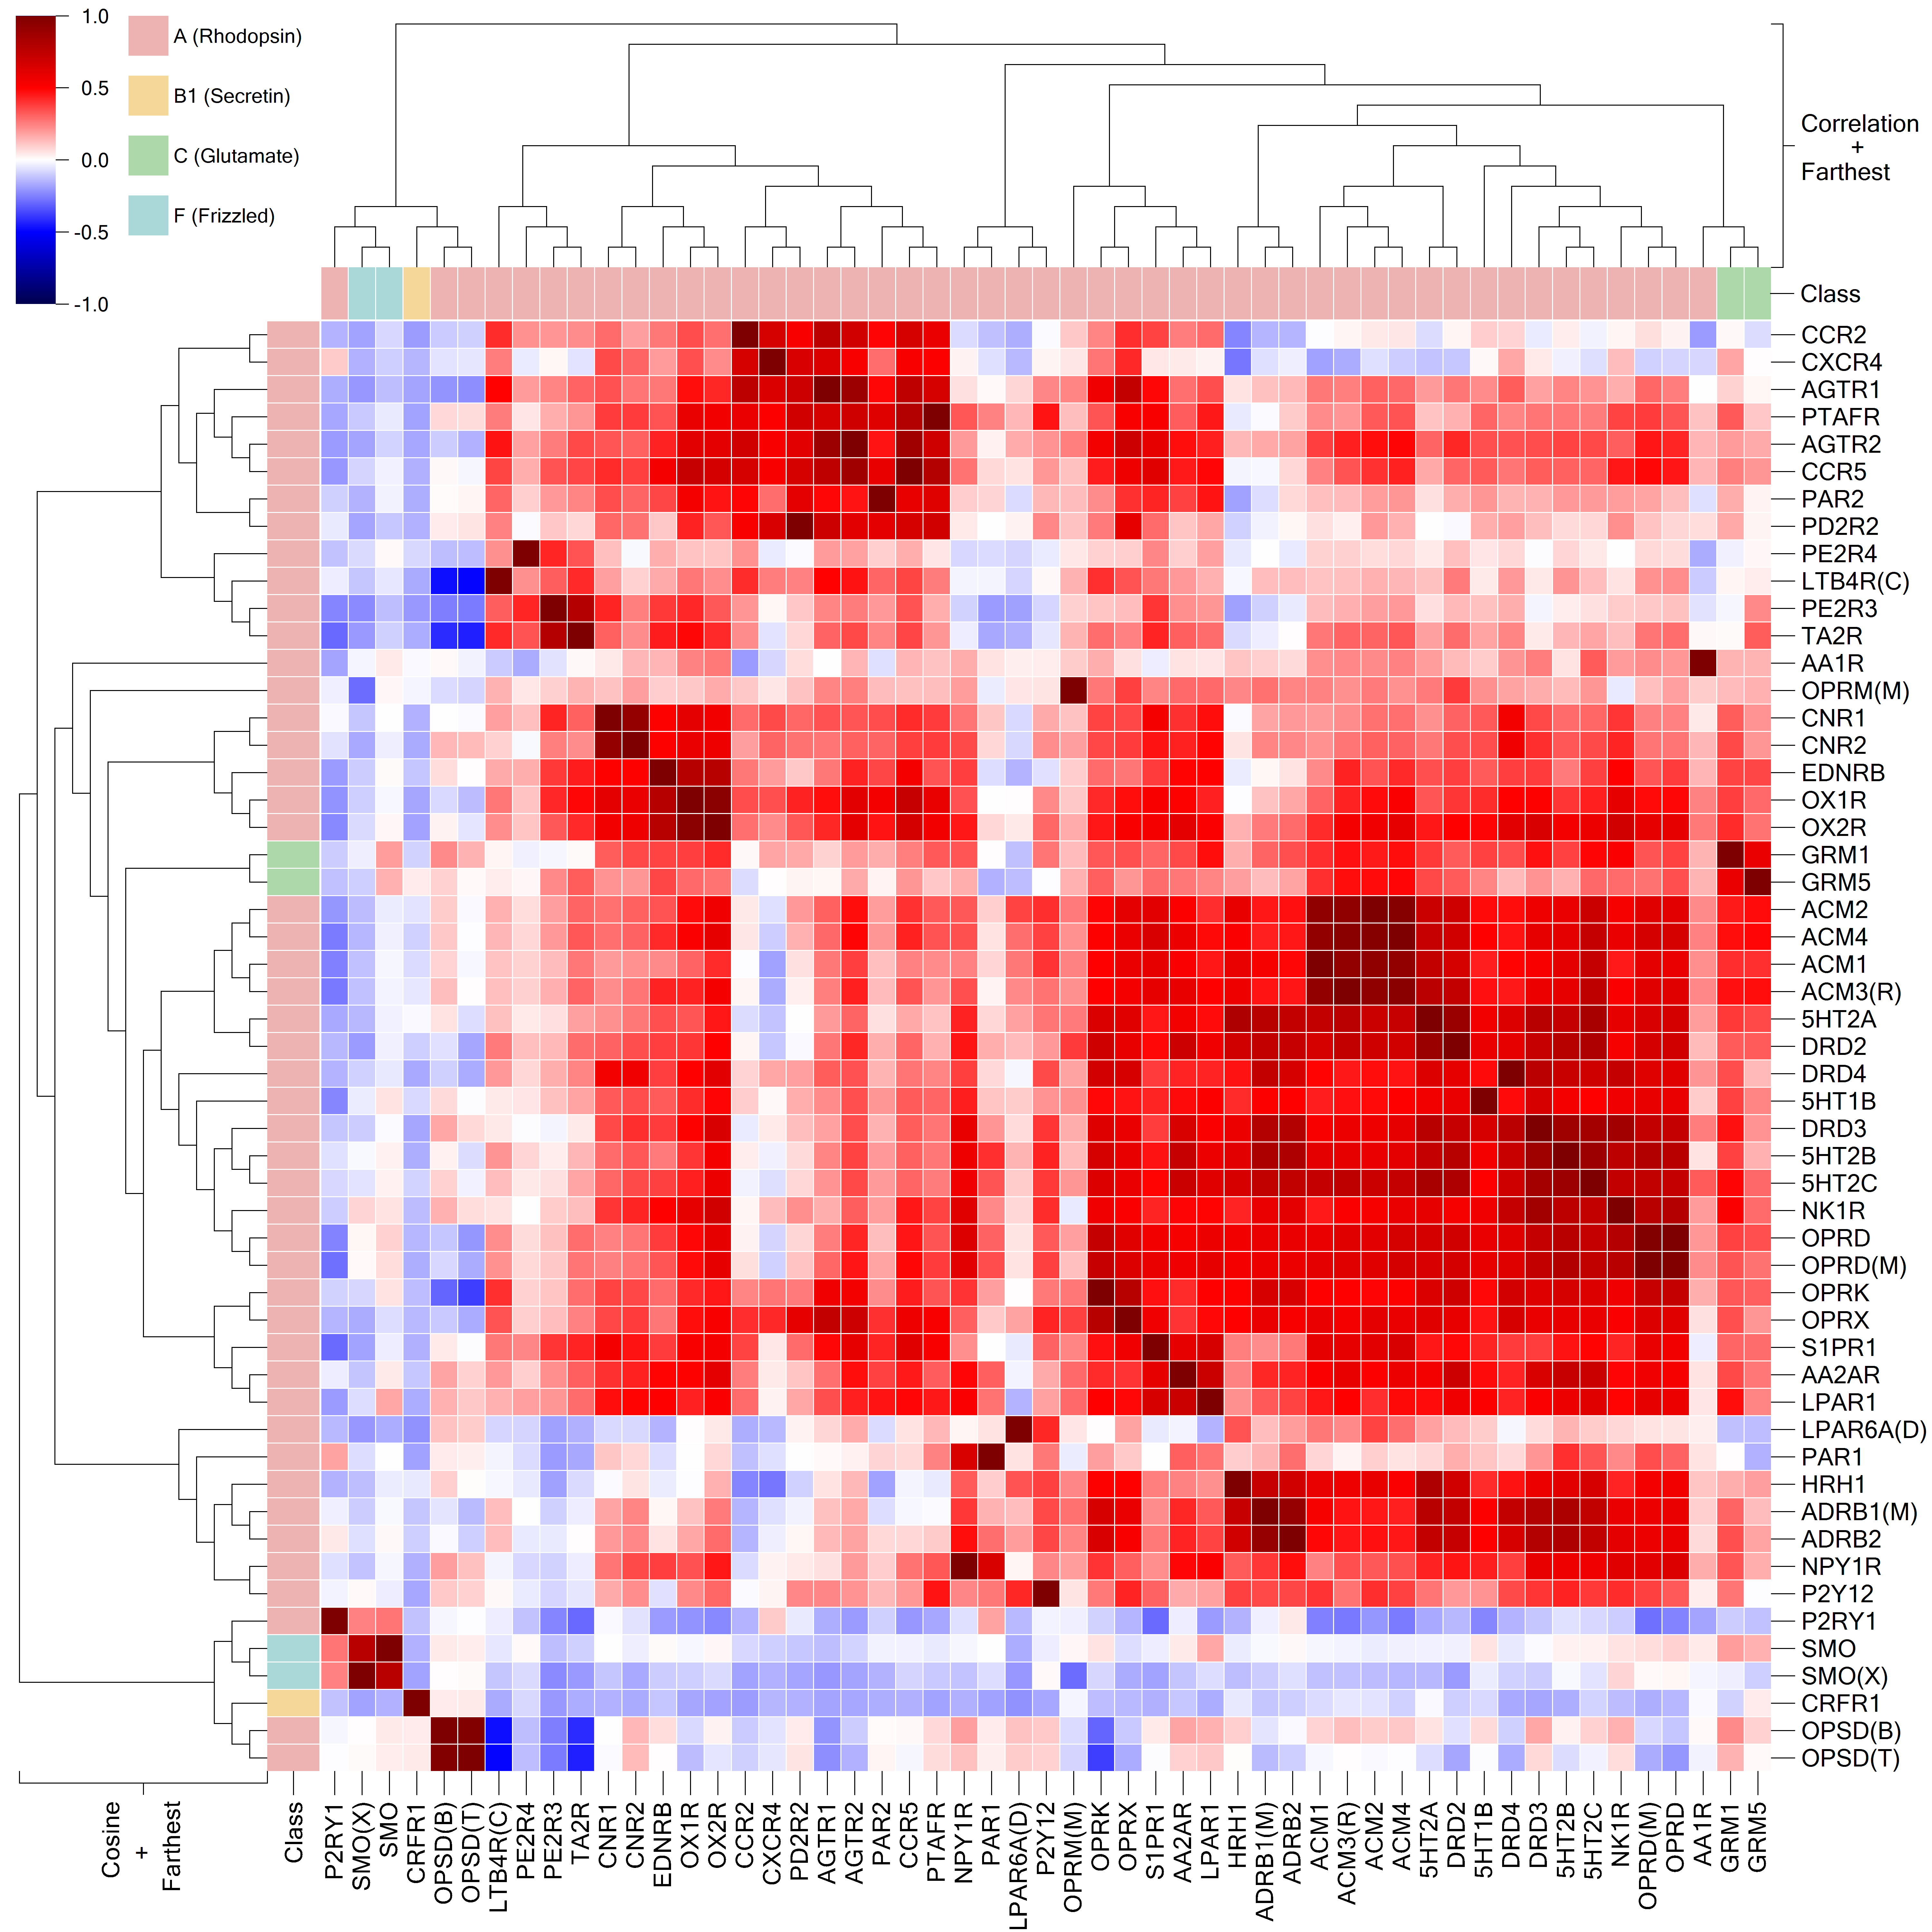 1.0
0.5
0.0
-0.5
-1.0
A (Rhodopsin)
B1 (Secretin)
C (Glutamate)
F (Frizzled)
Correlation
+
Farthest
Class
CCR2
CXCR4
AGTR1
PTAFR
AGTR2
CCR5
PAR2
PD2R2
PE2R4
LTB4R(C)
PE2R3
TA2R
AA1R
OPRM(M)
CNR1
CNR2
EDNRB
OX1R
OX2R
GRM1
GRM5
ACM2
ACM4
ACM1
ACM3(R)
5HT2A
DRD2
DRD4
5HT1B
DRD3
5HT2B
5HT2C
NK1R
OPRD
OPRD(M)
OPRK
OPRX
S1PR1
AA2AR
LPAR1
LPAR6A(D)
PAR1
HRH1
ADRB1(M)
ADRB2
NPY1R
P2Y12
P2RY1
SMO
SMO(X)
CRFR1
OPSD(B)
OPSD(T)
Cosine
+
Farthest
Class
P2RY1
SMO(X)
SMO
CRFR1
OPSD(B)
OPSD(T)
LTB4R(C)
PE2R4
PE2R3
TA2R
CNR1
CNR2
EDNRB
OX1R
OX2R
CCR2
CXCR4
PD2R2
AGTR1
AGTR2
PAR2
CCR5
PTAFR
NPY1R
PAR1
LPAR6A(D)
P2Y12
OPRM(M)
OPRK
OPRX
S1PR1
AA2AR
LPAR1
HRH1
ADRB1(M)
ADRB2
ACM1
ACM3(R)
ACM2
ACM4
5HT2A
DRD2
5HT1B
DRD4
DRD3
5HT2B
5HT2C
NK1R
OPRD(M)
OPRD
AA1R
GRM1
GRM5